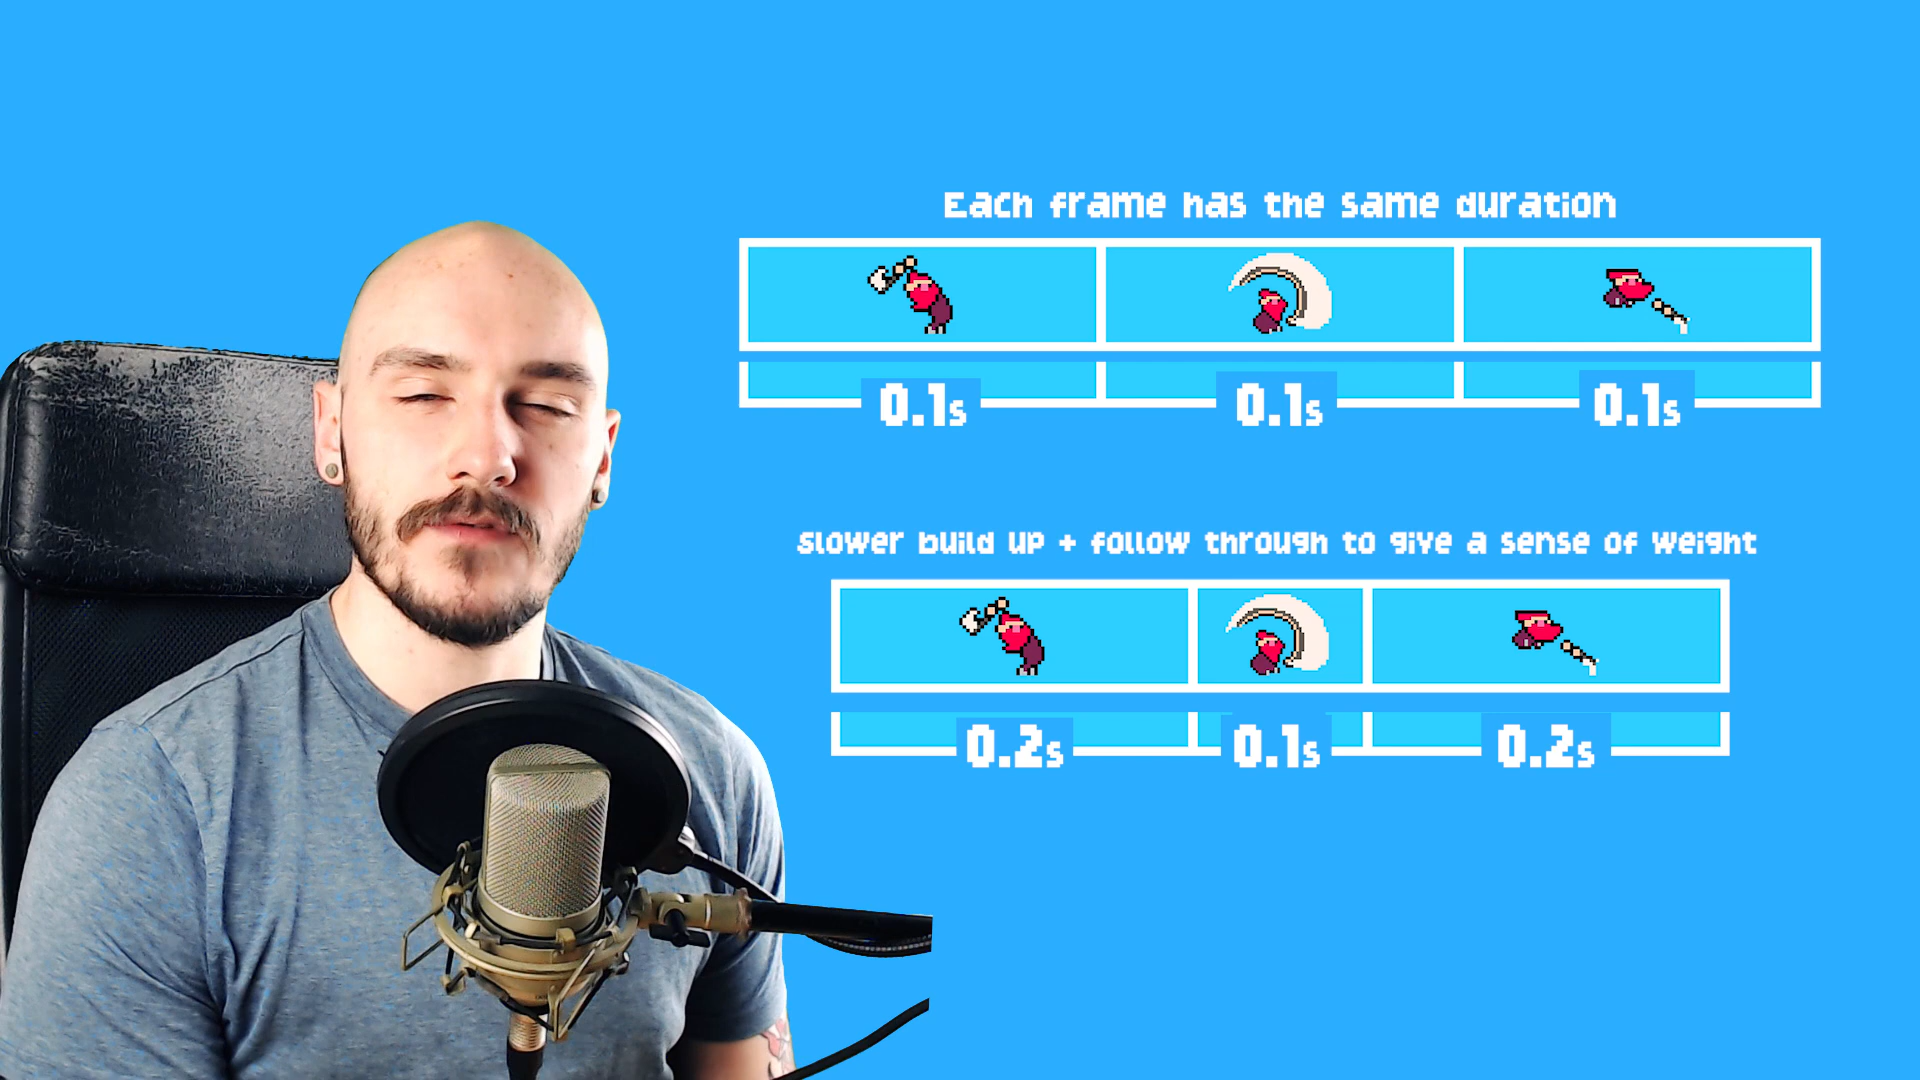 Each frame has the same duration
0.1s 0.1s 0.1s
Slower build up + follow through to give a sense of weight
0.2s 0.1s 0.2s